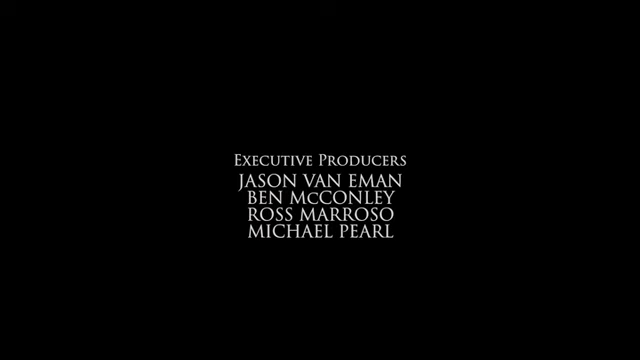 Executive Producers
JASON VAN EMAN
BEN McCONLEY
ROSS MARROSO
MICHAEL PEARL